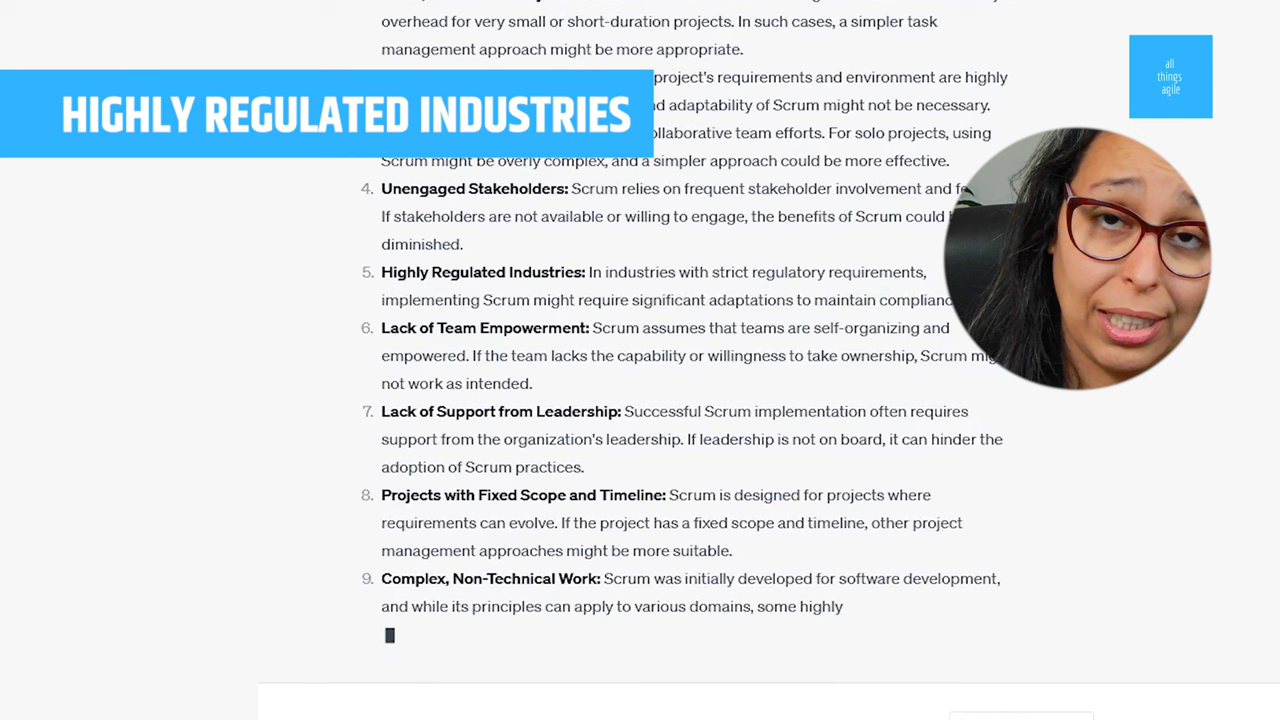 overhead for very small or short-duration projects. In such cases, a simpler task
management approach might be more appropriate.
project's requirements and environment are highly
HIGHLY REGULATED INDUSTRIES
and adaptability of Scrum might not be necessary.
collaborative team efforts. For solo projects, using
Scrum might be overly complex, and a simpler approach could be more effective.
4. Unengaged Stakeholders: Scrum relies on frequent stakeholder involvement and
If stakeholders are not available or willing to engage, the benefits of Scrum could
diminished.
5. Highly Regulated Industries: In industries with strict regulatory requirements,
implementing Scrum might require significant adaptations to maintain complianc
6. Lack of Team Empowerment: Scrum assumes that teams are self-organizing and
empowered. If the team lacks the capability or willingness to take ownership, Scrum mig
not work as intended.
7. Lack of Support from Leadership: Successful Scrum implementation often requires
support from the organization's leadership. If leadership is not on board, it can hinder the
adoption of Scrum practices.
8. Projects with Fixed Scope and Timeline: Scrum is designed for projects where
requirements can evolve. If the project has a fixed scope and timeline, other project
management approaches might be more suitable.
9. Complex, Non-Technical Work: Scrum was initially developed for software development,
and while its principles can apply to various domains, some highly
all
things
agile